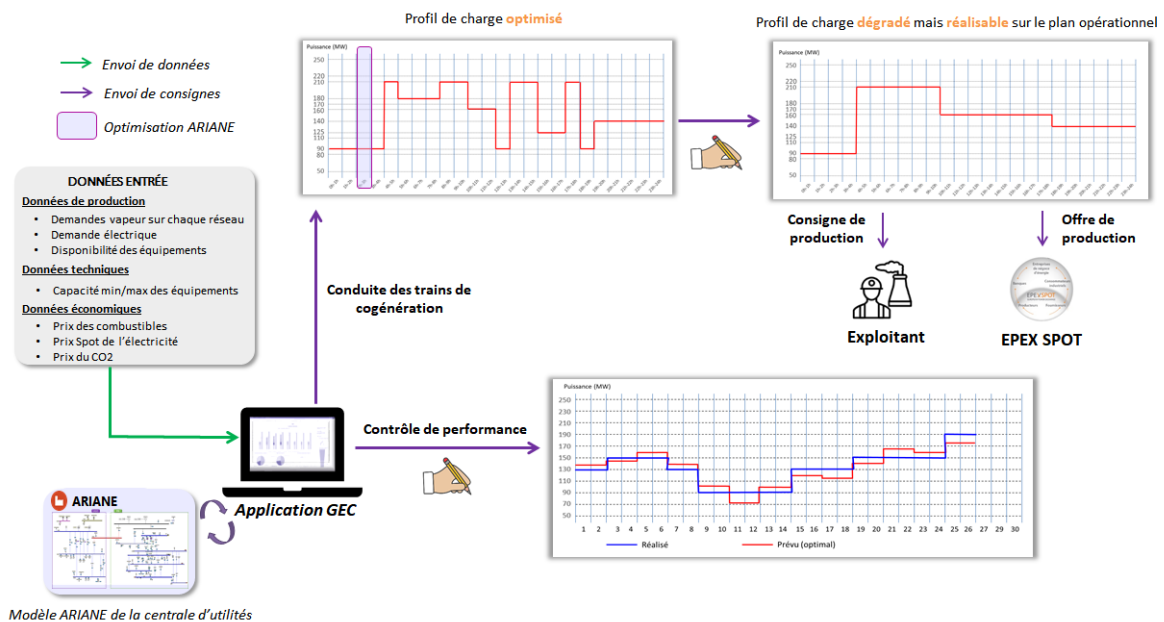 Profil de charge optimisé
Profil de charge dégradé mais réalisable sur le plan opérationnel
Envoi de données
Envoi de consignes
Optimisation ARIANE
Puissance (MW)
250
220
210
180
170
160
140
125
110
90
80
50
Puissance (MW)
250
220
210
180
170
160
140
125
110
90
80
50
DONNÉES ENTRÉE
Données de production
• Demandes vapeur sur chaque réseau
• Demande électrique
• Disponibilité des équipements
Données techniques
• Capacité min/max des équipements
Données économiques
• Prix des combustibles
• Prix Spot de l'électricité
• Prix du CO2
Conduite des trains de
cogénération
Consigne de
production
Offre de
production
Exploitant
EPEXSPOT
EPEX SPOT
Contrôle de performance
Application GEC
ARIANE
Modèle ARIANE de la centrale d'utilités
Puissance (MW)
250
230
210
190
170
150
130
110
90
70
50
1 2 3 4 5 6 7 8 9 10 11 12 13 14 15 16 17 18 19 20 21 22 23 24 25 26 27 28 29 30
Réalisé
Prévu (optimal)